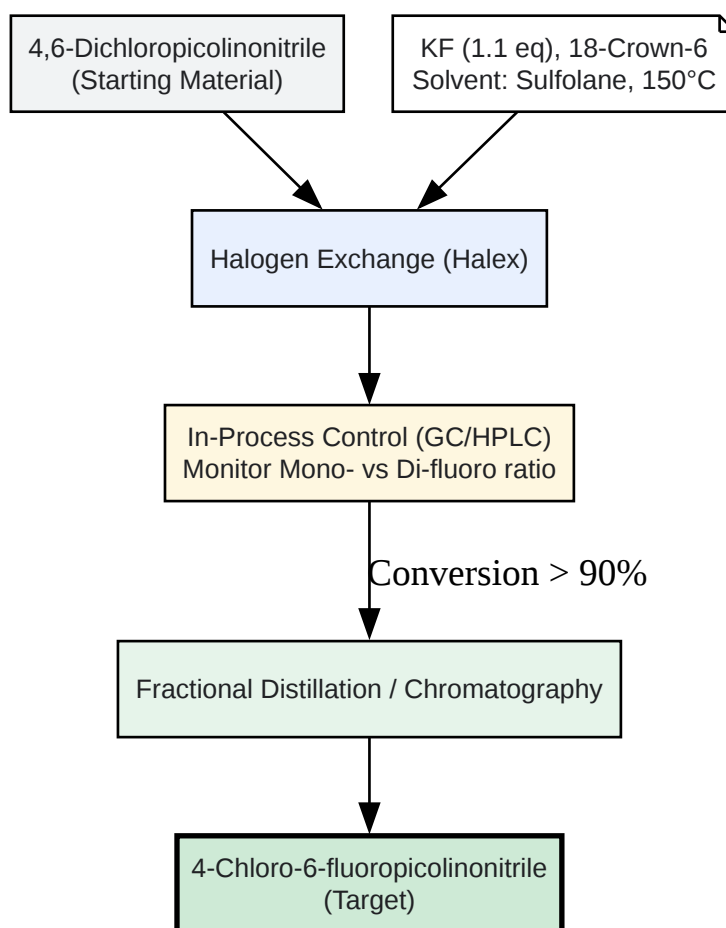 4,6-Dichloropicolinonitrile
(Starting Material)
KF (1.1 eq), 18-Crown-6
Solvent: Sulfolane, 150°C
Halogen Exchange (Halex)
In-Process Control (GC/HPLC)
Monitor Mono- vs Di-fluoro ratio
Conversion > 90%
Fractional Distillation / Chromatography
4-Chloro-6-fluoropicolinonitrile
(Target)